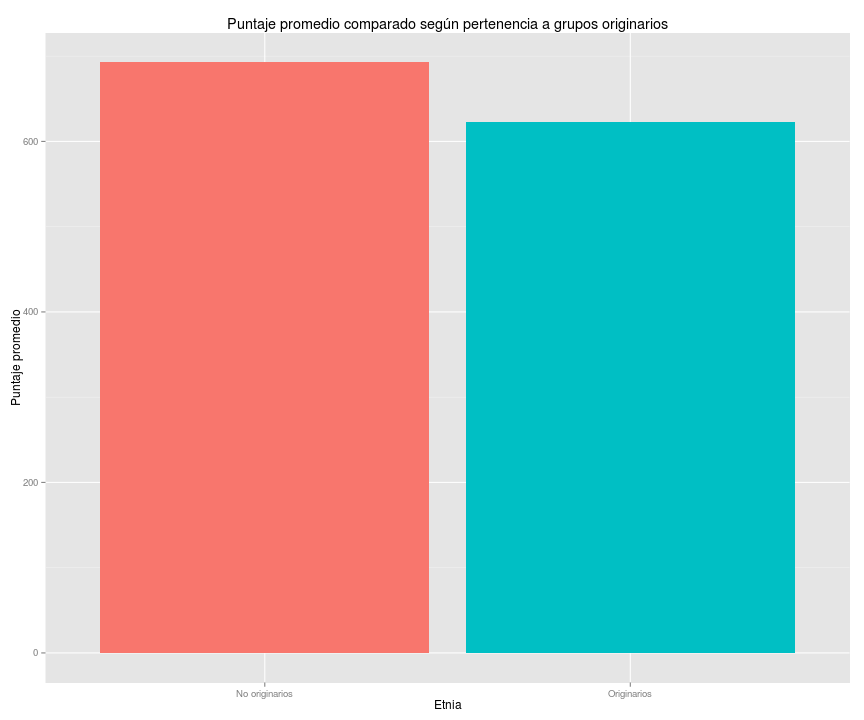 Puntaje promedio comparado según pertenencia a grupos originarios
Puntaje promedio
600
400
200
0
No originarios
Originarios
Etnia